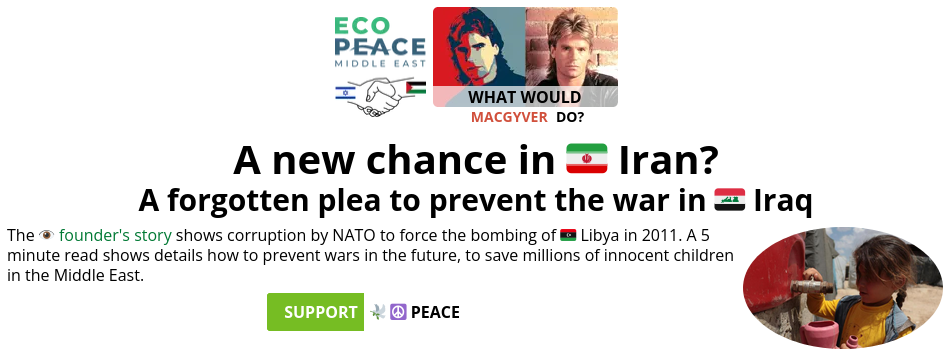 ECO
PEACE
MIDDLE EAST
WHAT WOULD
MACGYVER DO?
A new chance in Iran?
A forgotten plea to prevent the war in Iraq
The founder's story shows corruption by NATO to force the bombing of Libya in 2011. A 5
minute read shows details how to prevent wars in the future, to save millions of innocent children
in the Middle East.
SUPPORT PEACE